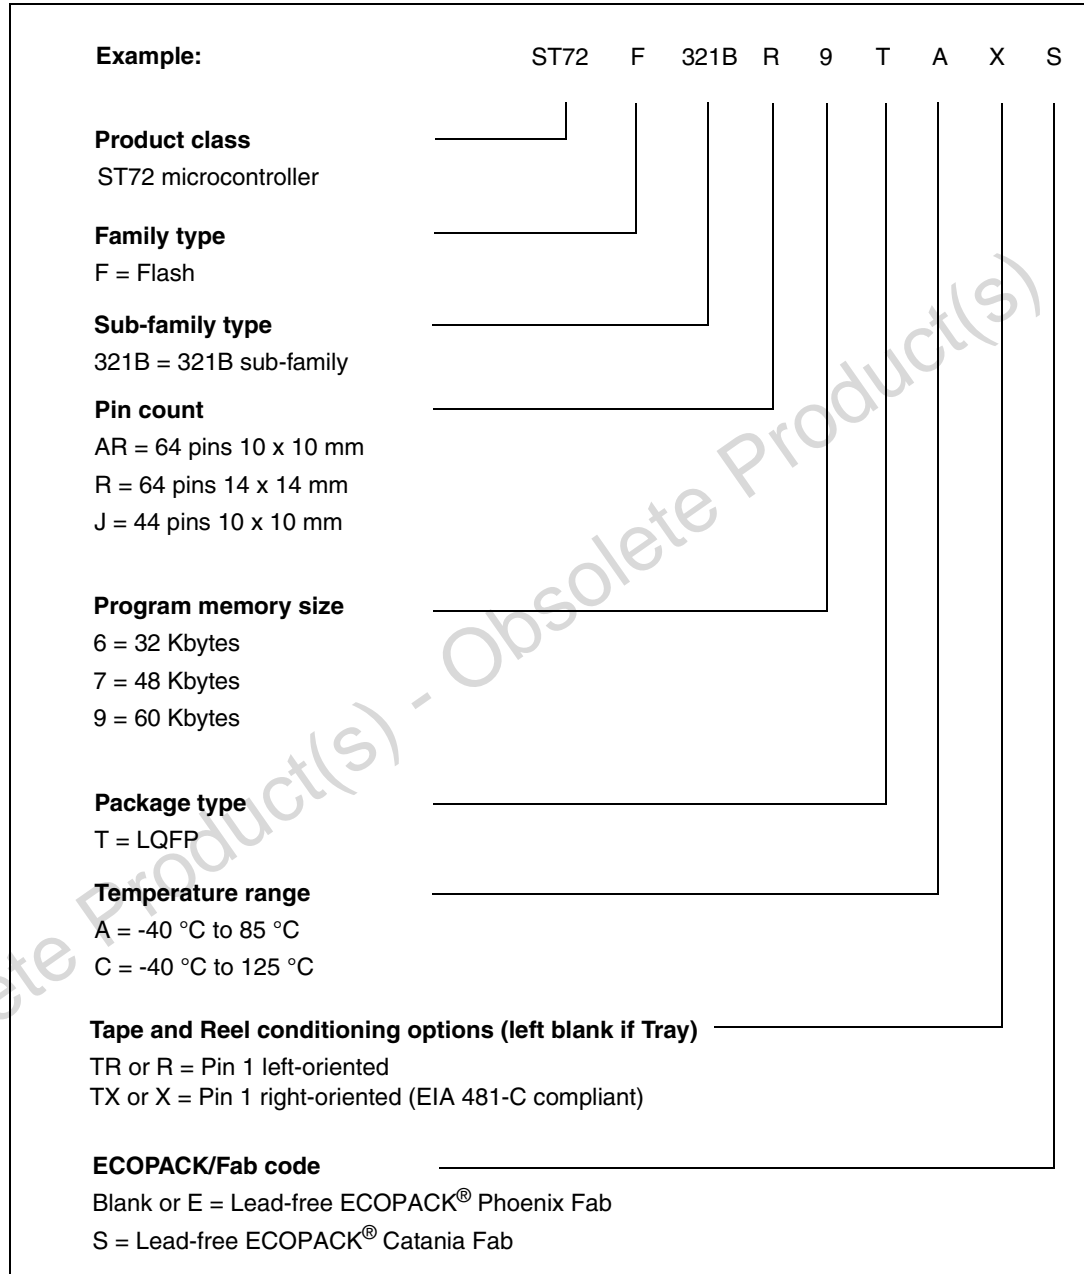 Example: ST72 F 321B R 9 T A X S
Product class
ST72 microcontroller
Family type
F = Flash
Sub-family type
321B = 321B sub-family
Pin count
AR = 64 pins 10 x 10 mm
R = 64 pins 14 x 14 mm
J = 44 pins 10 x 10 mm
Program memory size
6 = 32 Kbytes
7 = 48 Kbytes
9 = 60 Kbytes
Package type
T = LQFP
Temperature range
A = -40 °C to 85 °C
C = -40 °C to 125 °C
Tape and Reel conditioning options (left blank if Tray)
TR or R = Pin 1 left-oriented
TX or X = Pin 1 right-oriented (EIA 481-C compliant)
ECOPACK/Fab code
Blank or E = Lead-free ECOPACK® Phoenix Fab
S = Lead-free ECOPACK® Catania Fab
ete Product(s) - Obsolete Product(s)